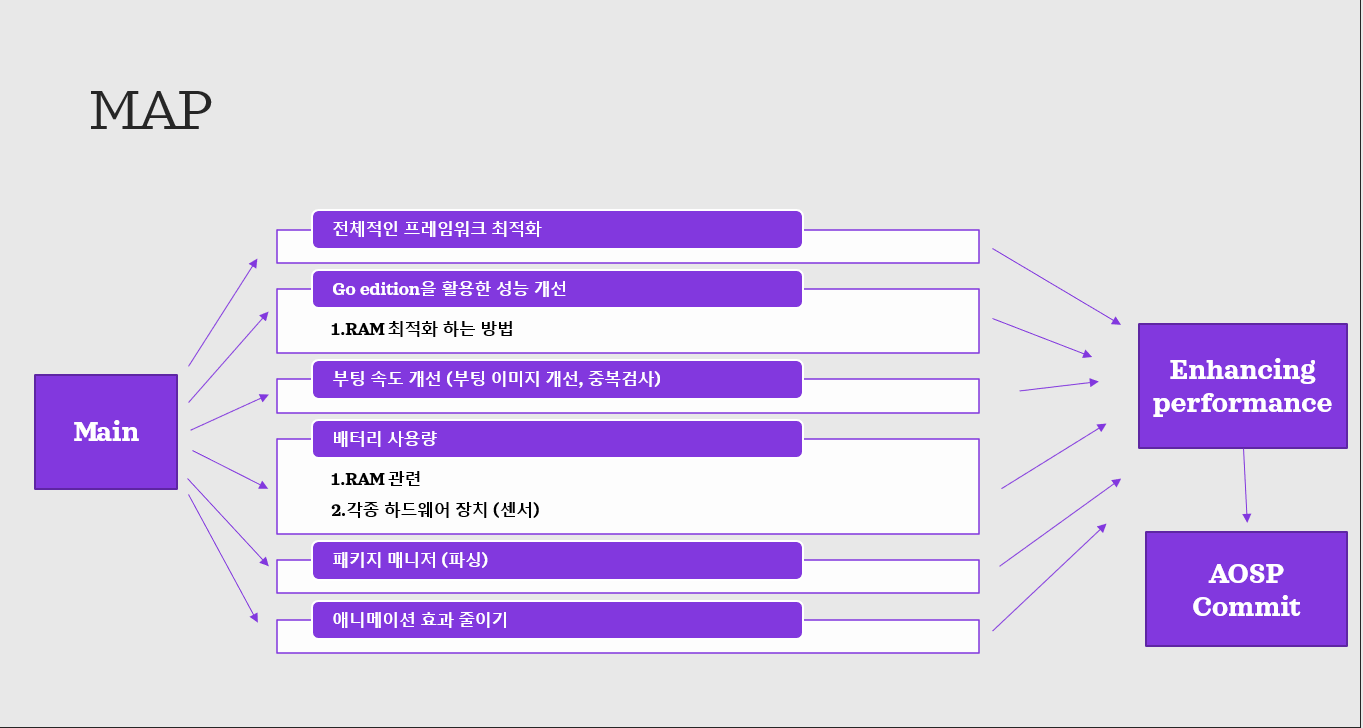 MAP
전체적인 프레임워크 최적화
Go edition을 활용한 성능 개선
1.RAM 최적화 하는 방법
부팅 속도 개선 (부팅 이미지 개선, 중복검사)
배터리 사용량
1.RAM 관련
2.각종 하드웨어 장치 (센서)
패키지 매니저 (파싱)
애니메이션 효과 줄이기
Main
Enhancing
performance
AOSP
Commit